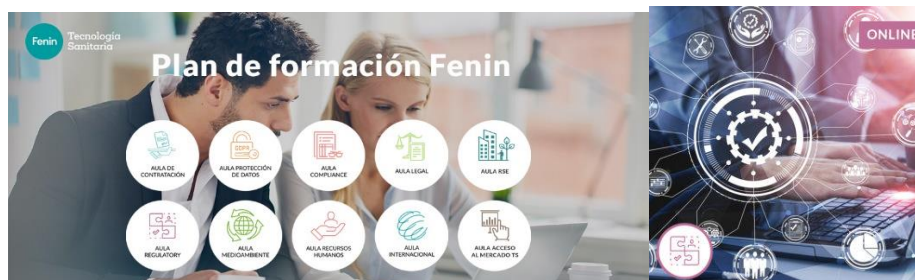 Fenin
Tecnología
Sanitaria
Plan de formación Fenin
AULA DE
CONTRATACIÓN
GDPR
AULA PROTECCIÓN
DE DATOS
AULA
COMPLIANCE
AULA LEGAL
AULA RSE
AULA
REGULATORY
AULA
MEDIOAMBIENTE
AULA RECURSOS
HUMANOS
AULA
INTERNACIONAL
AULA ACCESO
AL MERCADO TS
ONLINE